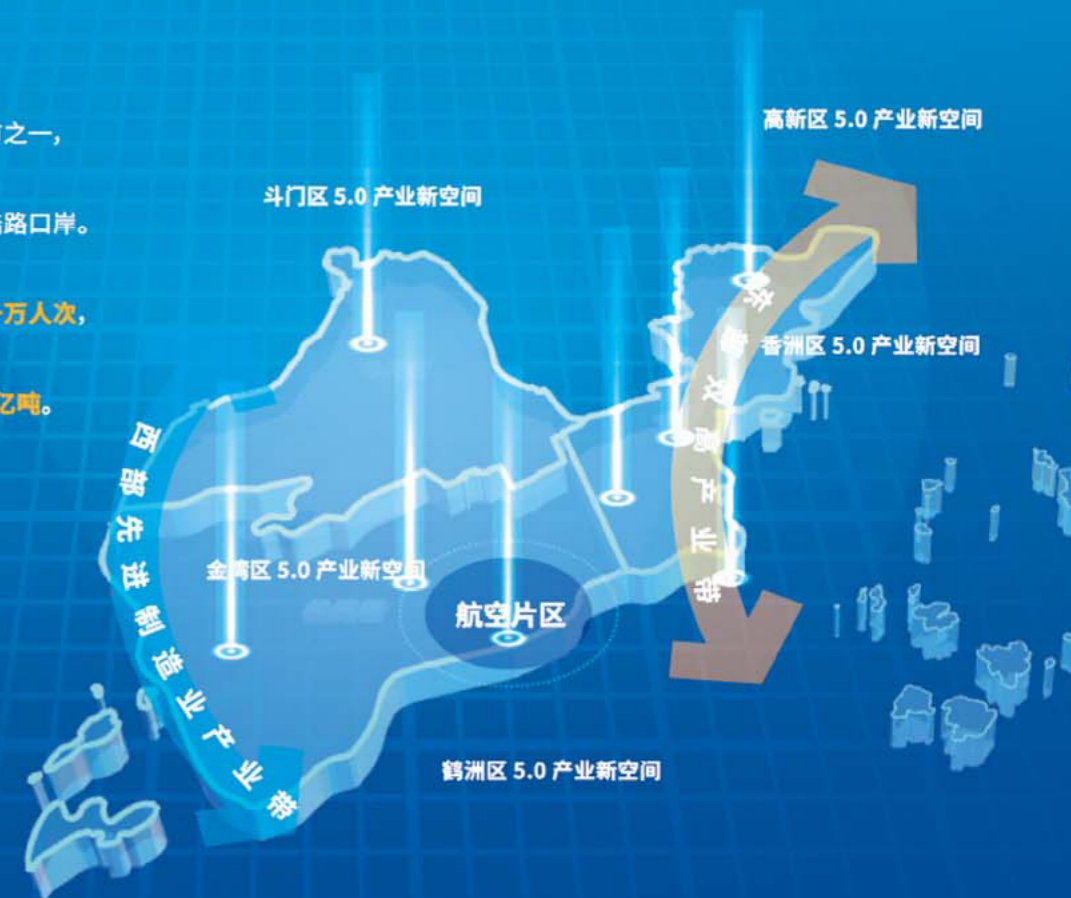 之一，
路口岸。
万人次，
亿吨。
高新区 5.0 产业新空间
斗门区 5.0 产业新空间
香洲区 5.0 产业新空间
东部效高产业带
西部先进制造业产业带
金湾区 5.0 产业新空间
航空片区
鹤洲区 5.0 产业新空间